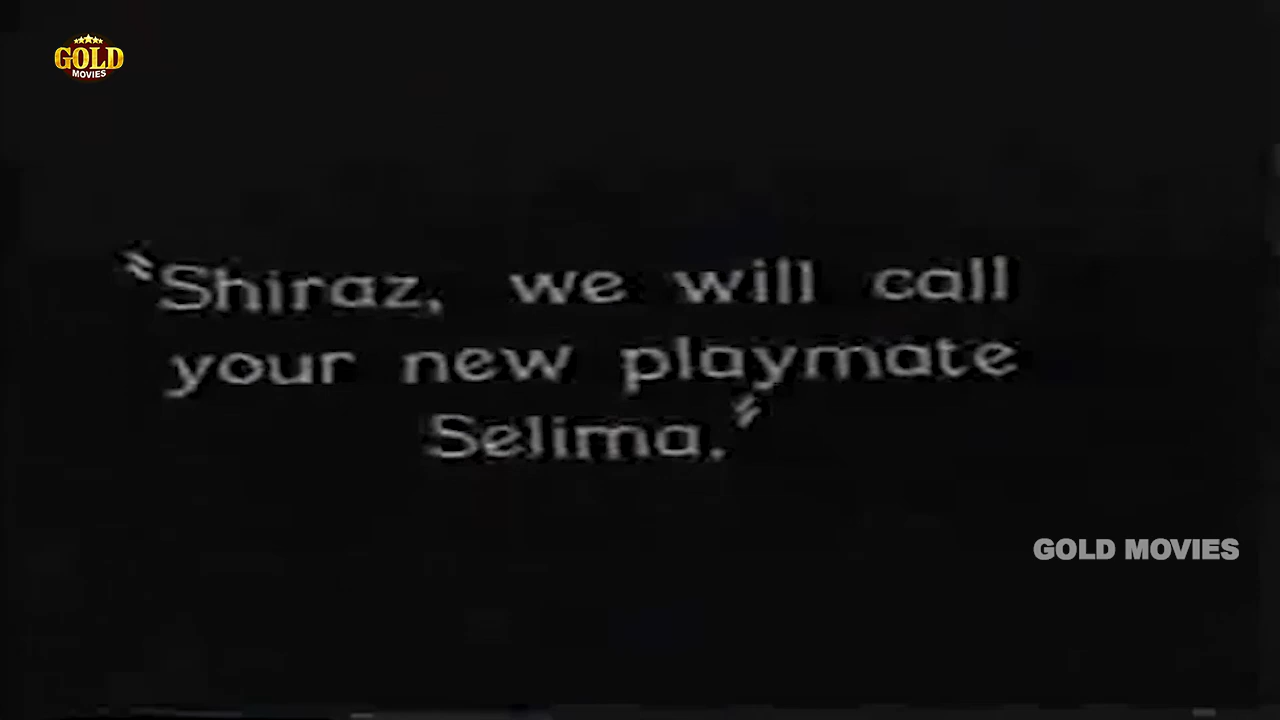 GOLD
MOVIES
"Shiraz, we will call
your new playmate
Selima."
GOLD MOVIES